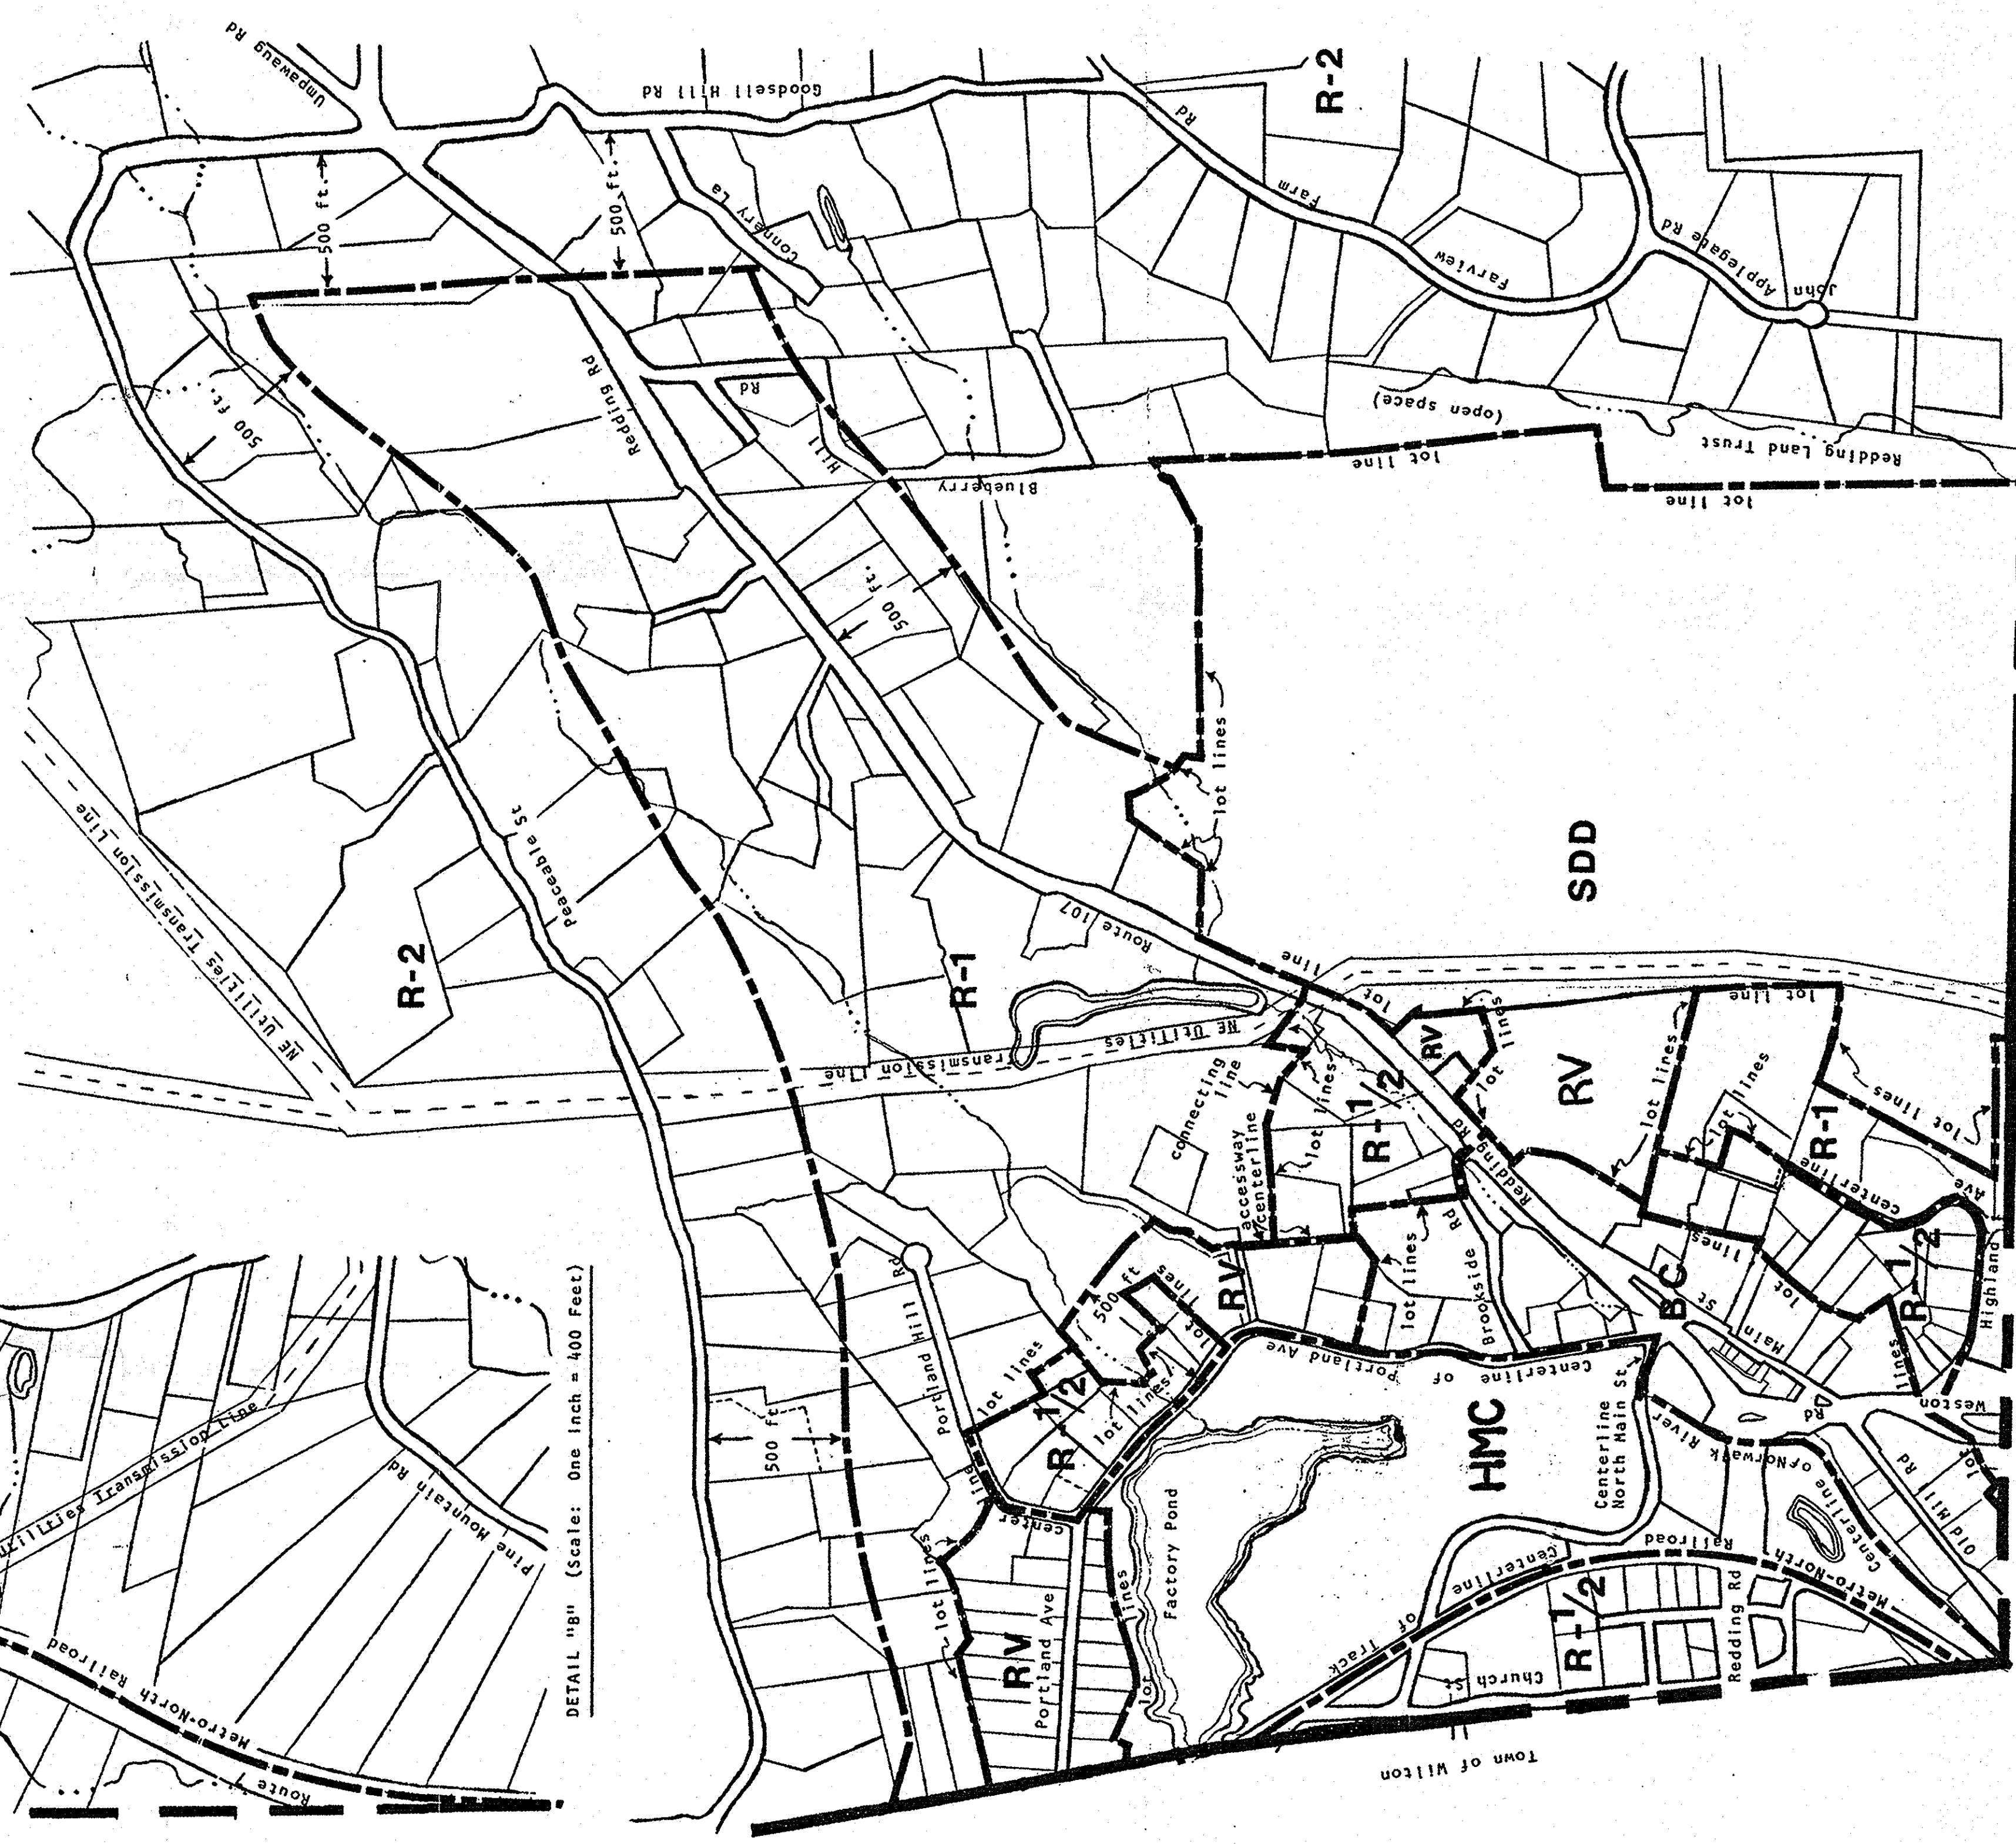 Umpawaug Rd
Goodsell Hill Rd
R-2
500 ft.
500 ft.
Connery La
Farview
Farm
Rd
John
Applegate Rd
500 ft.
Redding Rd
Blueberry
Hill
Rd
(open space)
Redding Land Trust
lot line
lot line
500 ft.
lot lines
NE Utilities Transmission Line
Peaceable St
R-2
R-1
Route 107
SDD
lot
line
NE Utilities
Transmission Line
connecting
line
accessway
centerline
lot lines
R-1/2
RV
lot
lines
RV
lot line
lot lines
lot lines
R-1
lot lines
centerline
Ave
Highland
R-1/2
Redding
Rd
Brookside
Rd
lot lines
RV
500 ft
lot
lines
lot lines
Portland Hill
Rd
lot lines
R-1/2
500 ft
BC
lot
lines
Main
St
lines
Weston
Rd
Centerline of Portland Ave
HMC
Centerline
North Main St.
Centerline of Norwalk River
Old Mill
Rd
lot
Metro-North Railroad
Centerline of Track
Factory Pond
center
line
lot lines
RV
Portland Ave
lot
lines
R-1/2
Redding Rd
Church St
Town of Wilton
DETAIL "B" (Scale: One inch = 400 Feet)
Utilities Transmission Line
Pine Mountain Rd
Metro-North Railroad
Route 7